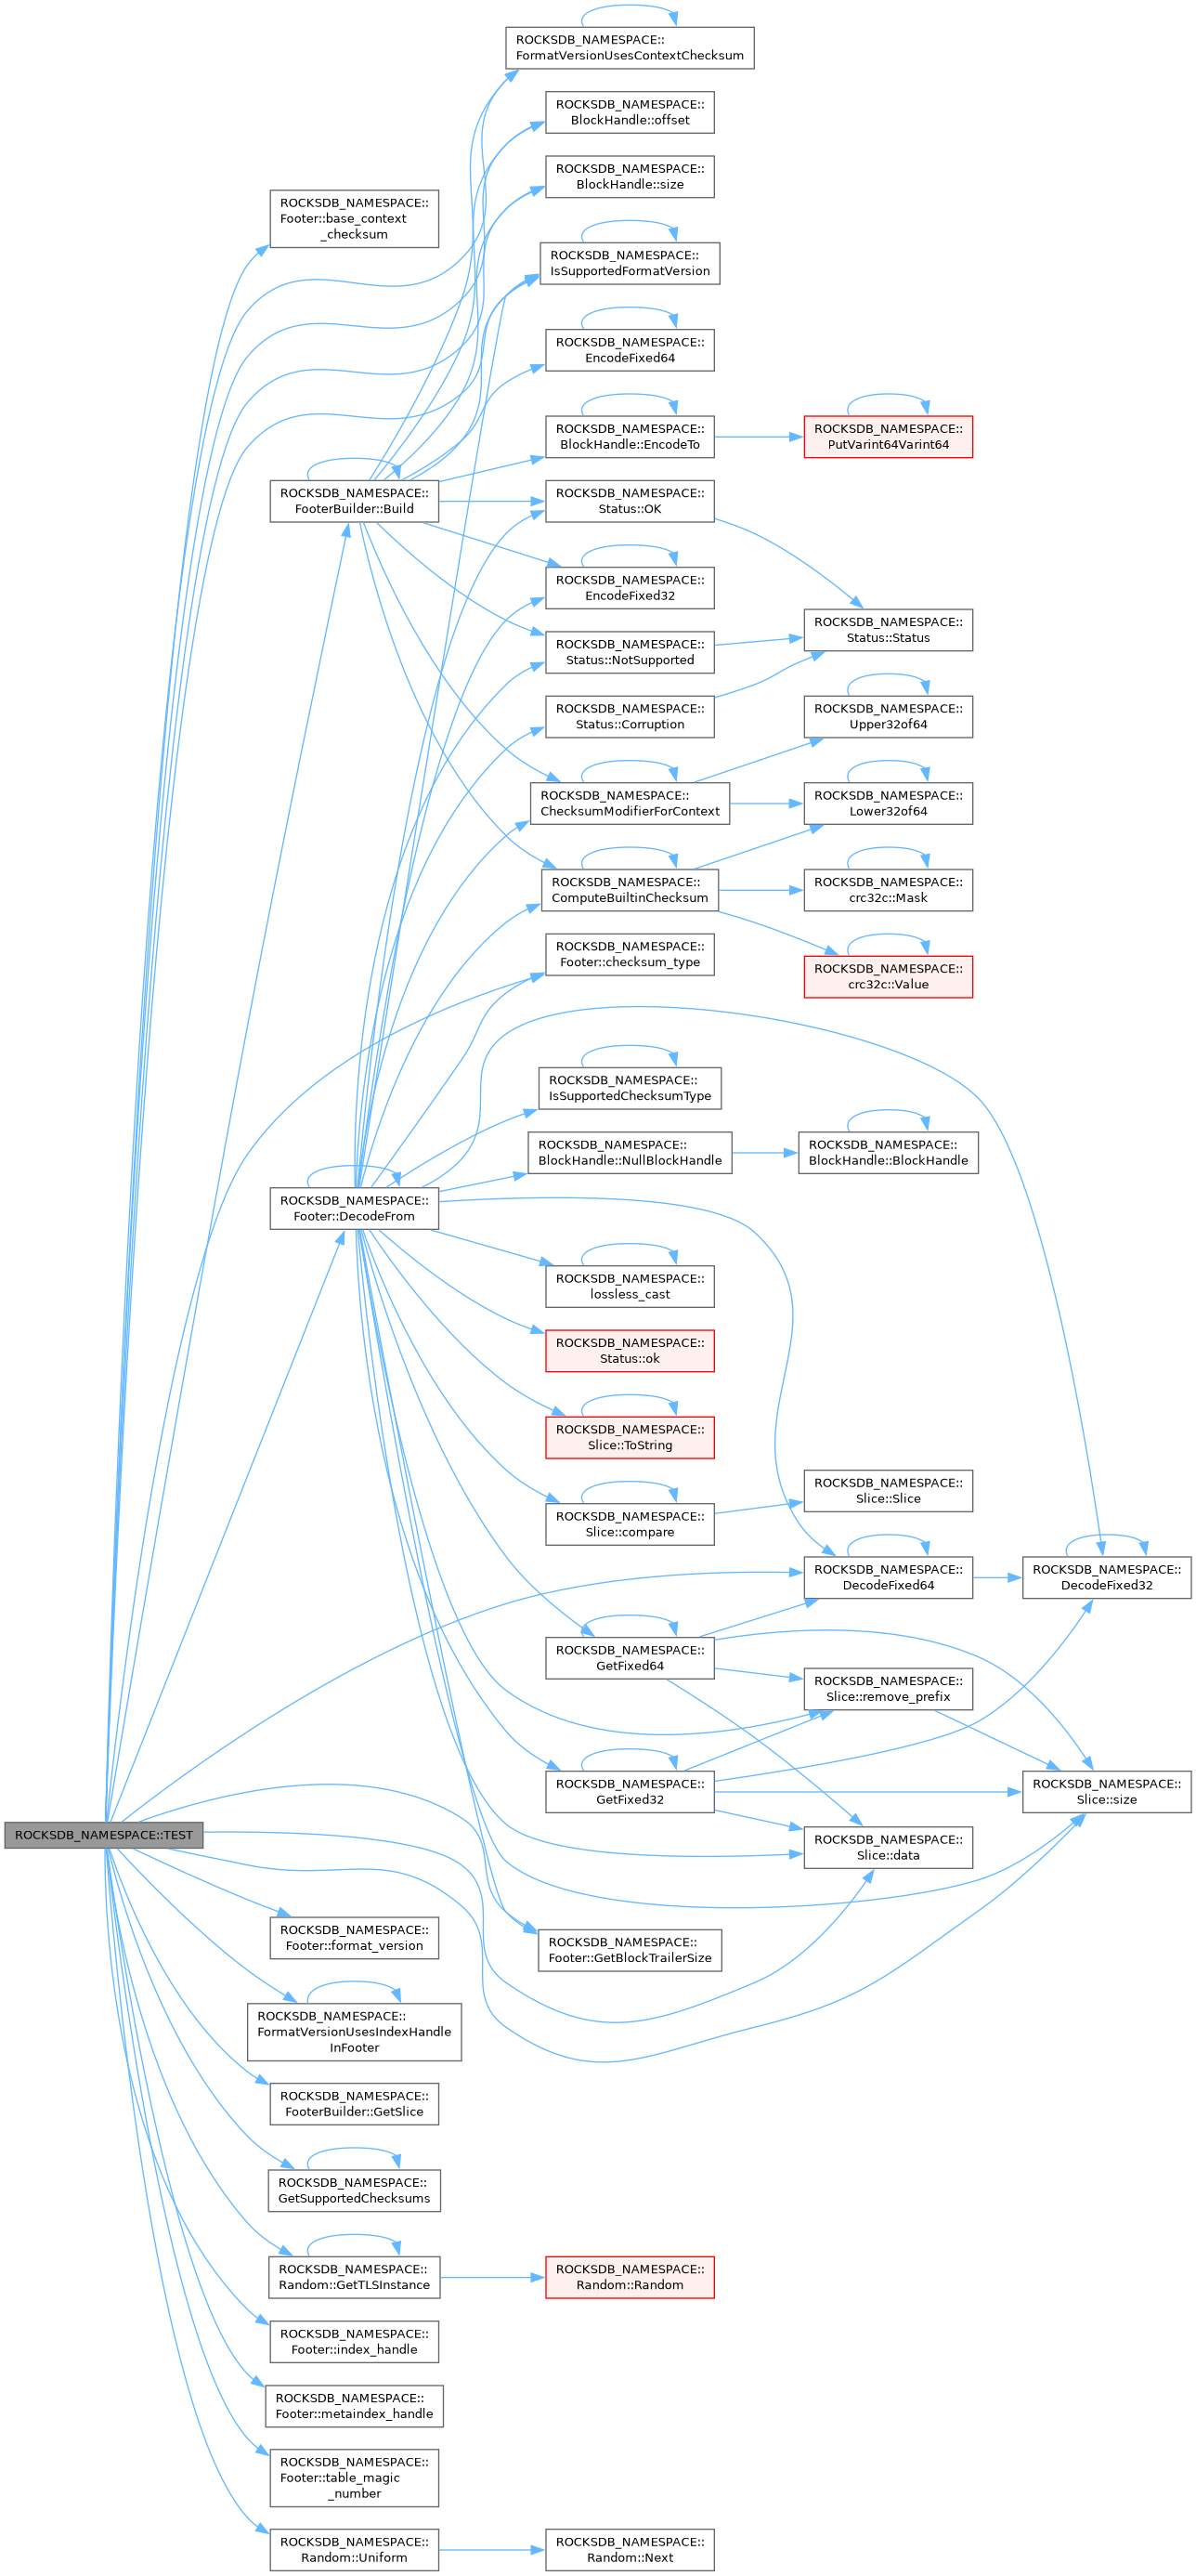 ROCKSDB_NAMESPACE::
FormatVersionUsesContextChecksum
ROCKSDB_NAMESPACE::
BlockHandle::offset
ROCKSDB_NAMESPACE::
BlockHandle::size
ROCKSDB_NAMESPACE::
Footer::base_context
_checksum
ROCKSDB_NAMESPACE::
IsSupportedFormatVersion
ROCKSDB_NAMESPACE::
EncodeFixed64
ROCKSDB_NAMESPACE::
BlockHandle::EncodeTo
ROCKSDB_NAMESPACE::
PutVarint64Varint64
ROCKSDB_NAMESPACE::
FooterBuilder::Build
ROCKSDB_NAMESPACE::
Status::OK
ROCKSDB_NAMESPACE::
EncodeFixed32
ROCKSDB_NAMESPACE::
Status::Status
ROCKSDB_NAMESPACE::
Status::NotSupported
ROCKSDB_NAMESPACE::
Status::Corruption
ROCKSDB_NAMESPACE::
Upper32of64
ROCKSDB_NAMESPACE::
ChecksumModifierForContext
ROCKSDB_NAMESPACE::
Lower32of64
ROCKSDB_NAMESPACE::
ComputeBuiltinChecksum
ROCKSDB_NAMESPACE::
crc32c::Mask
ROCKSDB_NAMESPACE::
Footer::checksum_type
ROCKSDB_NAMESPACE::
crc32c::Value
ROCKSDB_NAMESPACE::
IsSupportedChecksumType
ROCKSDB_NAMESPACE::
BlockHandle::NullBlockHandle
ROCKSDB_NAMESPACE::
BlockHandle::BlockHandle
ROCKSDB_NAMESPACE::
Footer::DecodeFrom
ROCKSDB_NAMESPACE::
lossless_cast
ROCKSDB_NAMESPACE::
Status::ok
ROCKSDB_NAMESPACE::
Slice::ToString
ROCKSDB_NAMESPACE::
Slice::Slice
ROCKSDB_NAMESPACE::
Slice::compare
ROCKSDB_NAMESPACE::
DecodeFixed64
ROCKSDB_NAMESPACE::
DecodeFixed32
ROCKSDB_NAMESPACE::
GetFixed64
ROCKSDB_NAMESPACE::
Slice::remove_prefix
ROCKSDB_NAMESPACE::
GetFixed32
ROCKSDB_NAMESPACE::
Slice::size
ROCKSDB_NAMESPACE::TEST
ROCKSDB_NAMESPACE::
Slice::data
ROCKSDB_NAMESPACE::
Footer::format_version
ROCKSDB_NAMESPACE::
Footer::GetBlockTrailerSize
ROCKSDB_NAMESPACE::
FormatVersionUsesIndexHandle
InFooter
ROCKSDB_NAMESPACE::
FooterBuilder::GetSlice
ROCKSDB_NAMESPACE::
GetSupportedChecksums
ROCKSDB_NAMESPACE::
Random::GetTLSInstance
ROCKSDB_NAMESPACE::
Random::Random
ROCKSDB_NAMESPACE::
Footer::index_handle
ROCKSDB_NAMESPACE::
Footer::metaindex_handle
ROCKSDB_NAMESPACE::
Footer::table_magic
_number
ROCKSDB_NAMESPACE::
Random::Uniform
ROCKSDB_NAMESPACE::
Random::Next